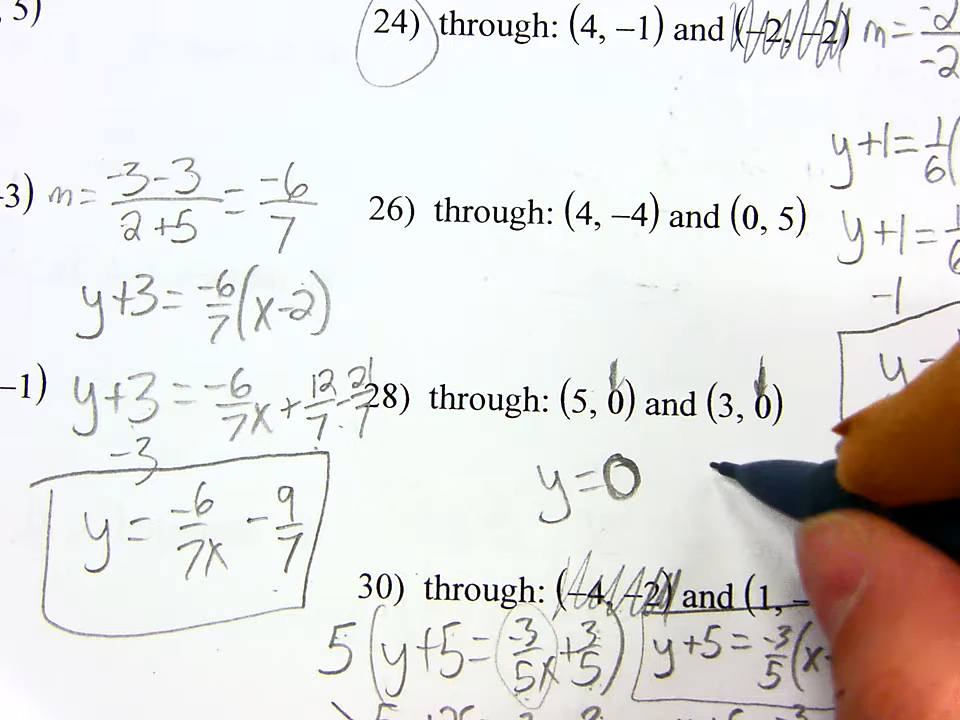 5)
24) through: (4, −1) and (−2, −2) m = -2/-2
y+1 = 1/6(
-3) m = -3-3/2+5 = -6/7
26) through: (4, −4) and (0, 5)
y+1 =
-1
y+3 = -6/7(x-2)
−1) y+3 = -6/7x + 12/7 - 21/7
-3
28) through: (5, 0) and (3, 0)
y =
y=0
y = -6/7x - 9/7
30) through: (−4, −2) and (1, −
5(y+5 = -3/5x + 3/5) y+5 = -3/5(x-